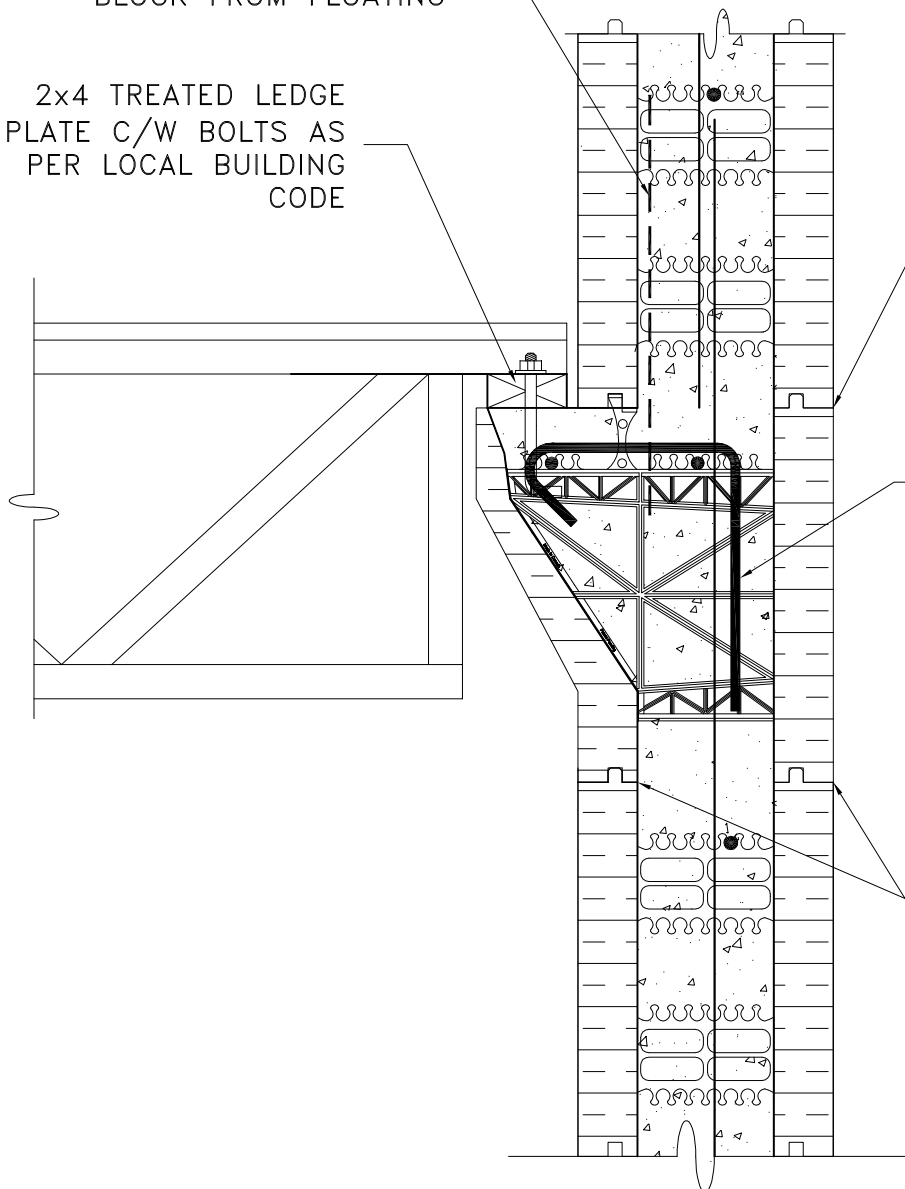 BLOCK FROM FLOATING
2x4 TREATED LEDGE
PLATE C/W BOLTS AS
PER LOCAL BUILDING
CODE